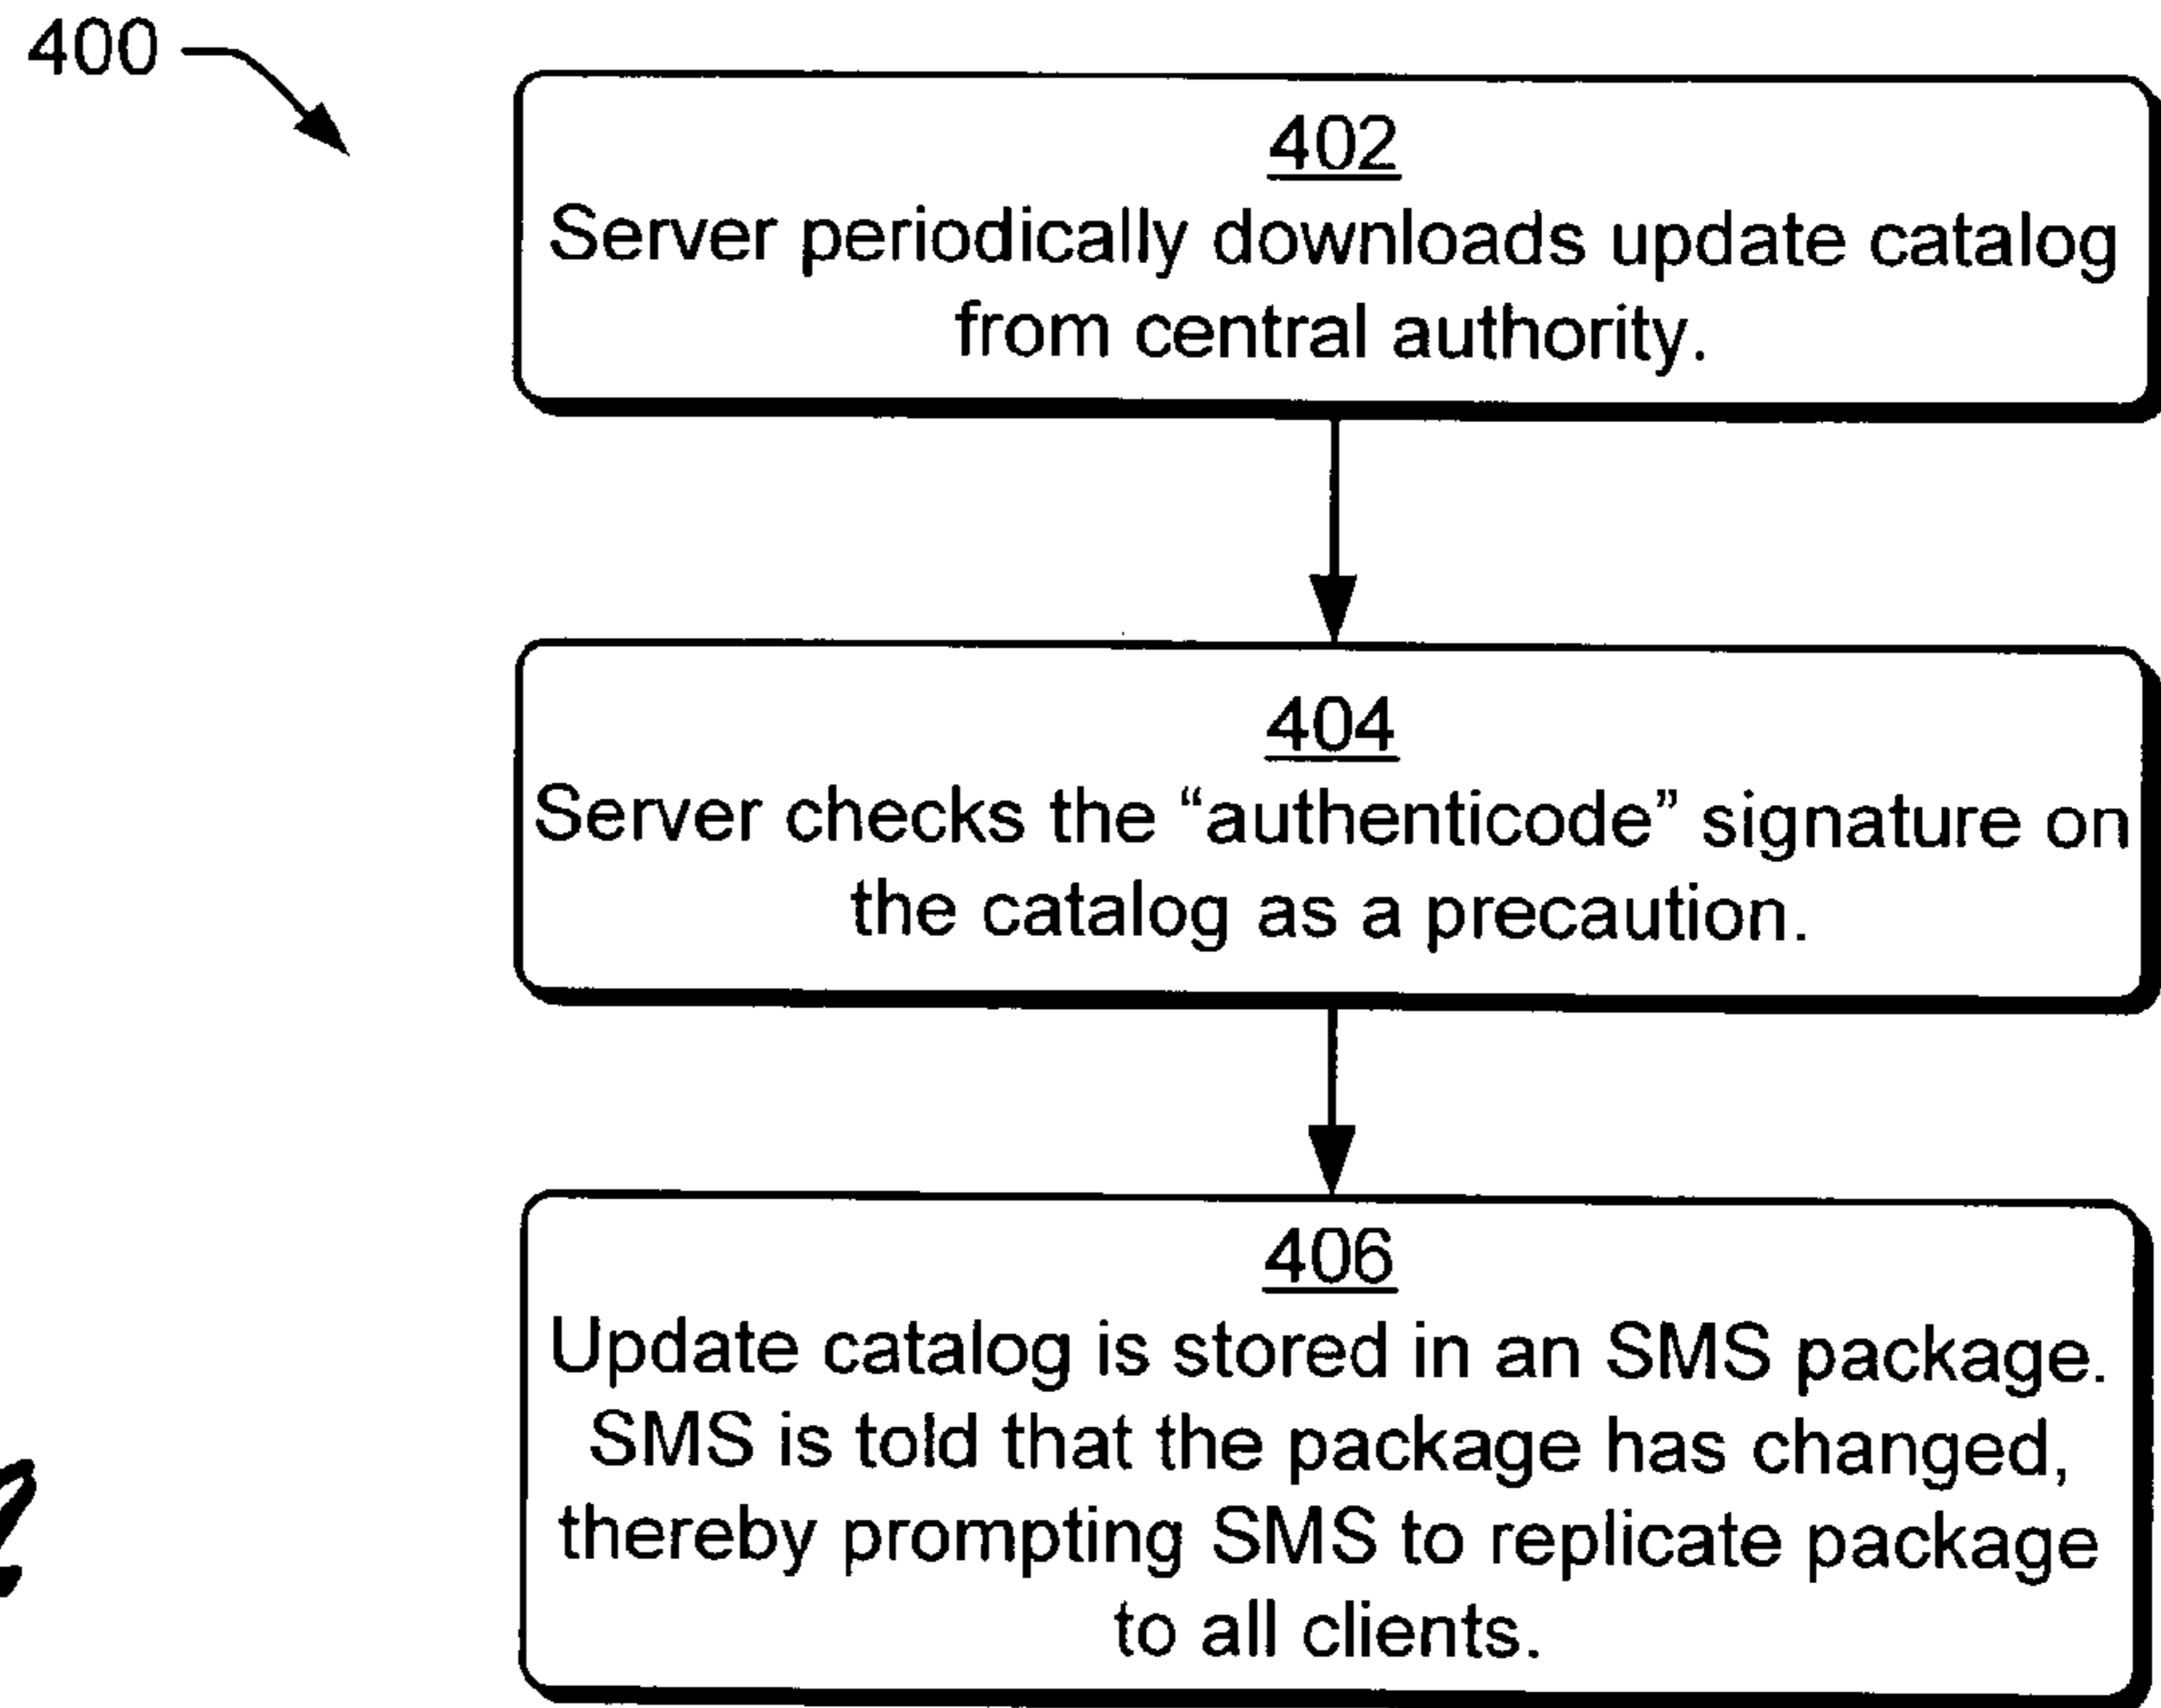 400
402
Server periodically downloads update catalog
from central authority.
404
Server checks the “authenticode” signature on
the catalog as a precaution.
406
Update catalog is stored in an SMS package.
SMS is told that the package has changed,
thereby prompting SMS to replicate package
to all clients.